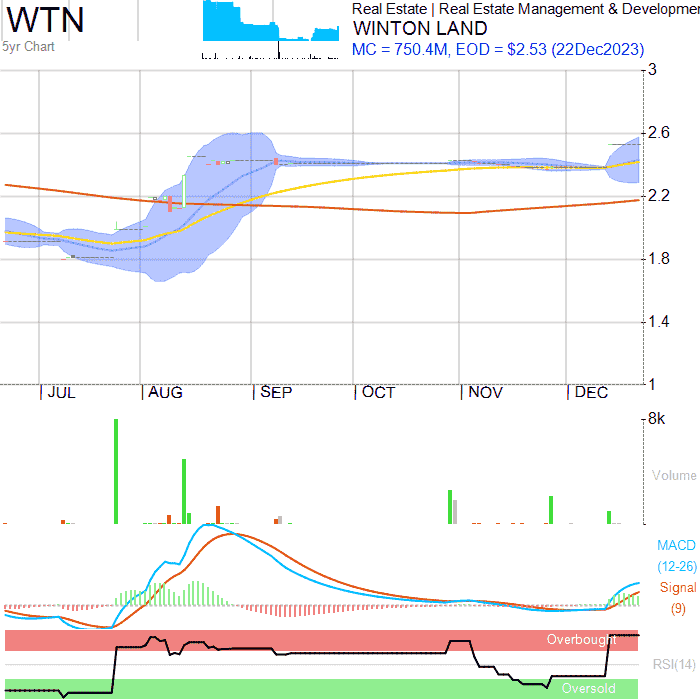 WTN
5yr Chart
Real Estate | Real Estate Management & Developmen
WINTON LAND
MC = 750.4M, EOD = $2.53 (22Dec2023)
3
2.6
2.2
1.8
1.4
1
JUL AUG SEP OCT NOV DEC
8k
Volume
MACD
(12-26)
Signal
(9)
Overbought
RSI(14)
Oversold